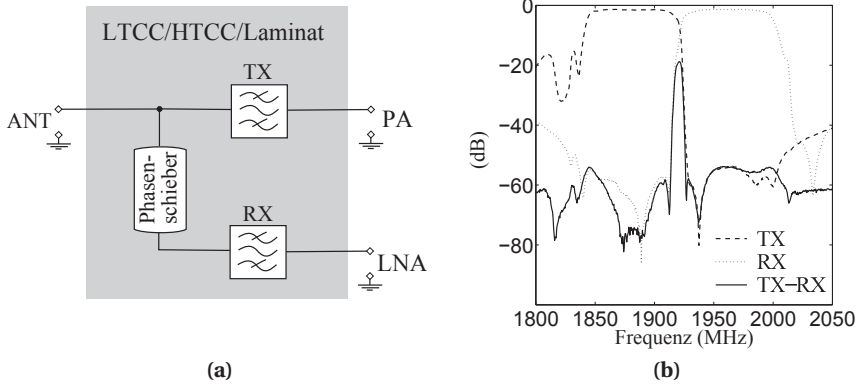 LTCC/HTCC/Laminat
TX
ANT
PA
Phasen-
schieber
RX
LNA
(a)
0
−20
−40
−60
−80
(dB)
TX
RX
TX−RX
1800 1850 1900 1950 2000 2050
Frequenz (MHz)
(b)